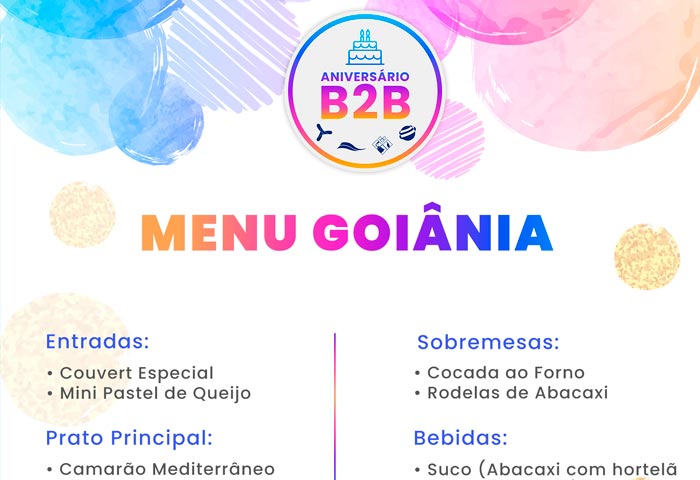 ANIVERSÁRIO
B2B
MENU GOIÂNIA
Entradas:
• Couvert Especial
• Mini Pastel de Queijo
Prato Principal:
• Camarão Mediterrâneo
Sobremesas:
• Cocada ao Forno
• Rodelas de Abacaxi
Bebidas:
• Suco (Abacaxi com hortelã